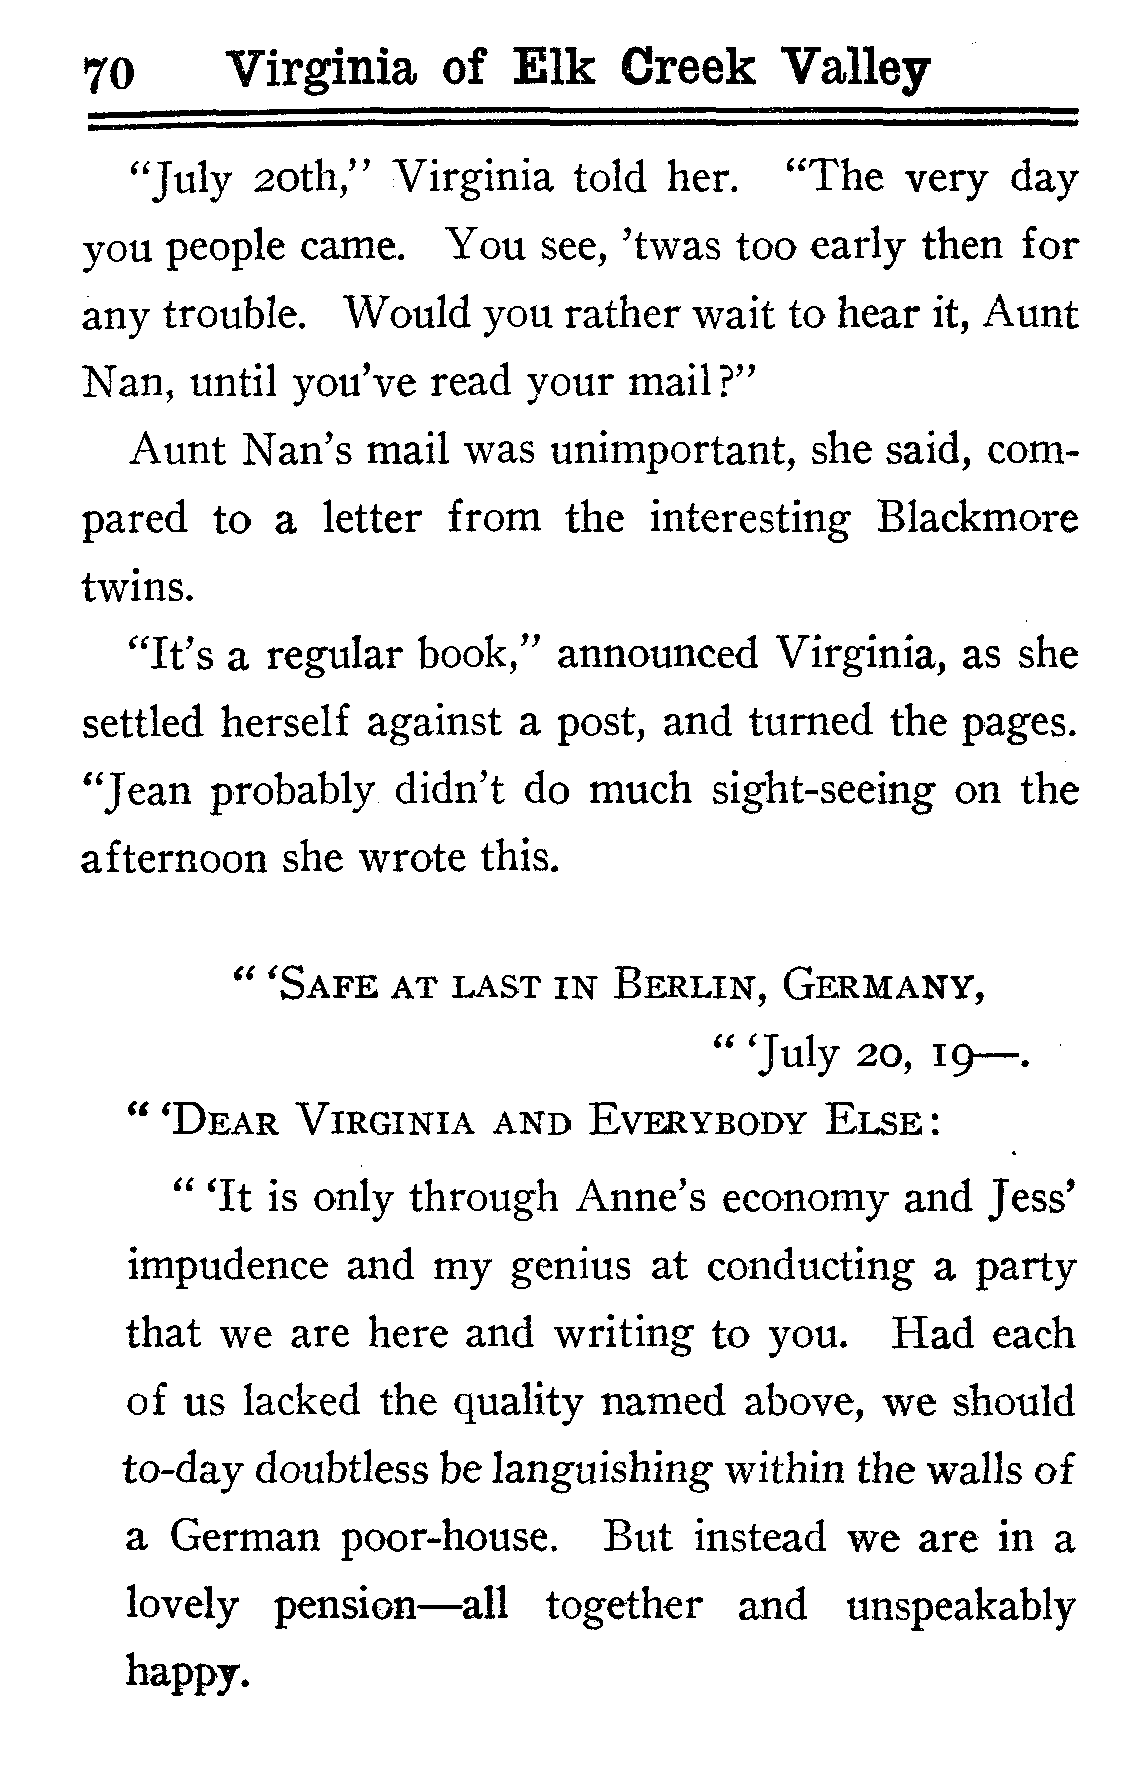 70 Virginia of Elk Creek Valley
“July 20th,” Virginia told her. “The very day
you people came. You see, ’twas too early then for
any trouble. Would you rather wait to hear it, Aunt
Nan, until you’ve read your mail?”
Aunt Nan’s mail was unimportant, she said, com-
pared to a letter from the interesting Blackmore
twins.
“It’s a regular book,” announced Virginia, as she
settled herself against a post, and turned the pages.
“Jean probably didn’t do much sight-seeing on the
afternoon she wrote this.
“ ‘SAFE AT LAST IN BERLIN, GERMANY,
“ ‘July 20, 19—.
“ ‘DEAR VIRGINIA AND EVERYBODY ELSE:
“ ‘It is only through Anne’s economy and Jess’
impudence and my genius at conducting a party
that we are here and writing to you. Had each
of us lacked the quality named above, we should
to-day doubtless be languishing within the walls of
a German poor-house. But instead we are in a
lovely pension—all together and unspeakably
happy.